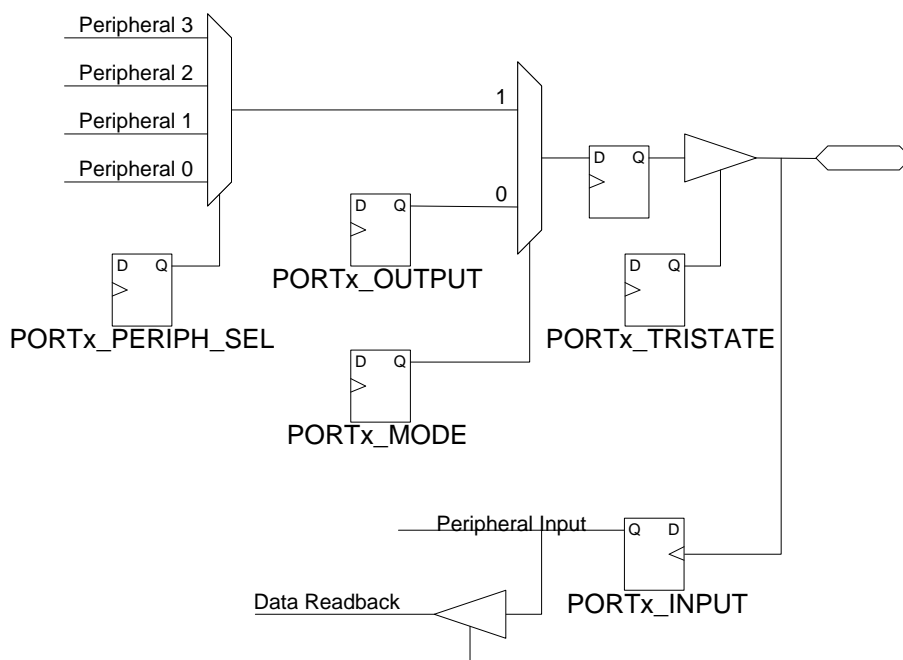 Peripheral 3
Peripheral 2
Peripheral 1
Peripheral 0
1
0
D Q
D Q
PORTx_OUTPUT
D Q
PORTx_PERIPH_SEL
D Q
PORTx_TRISTATE
D Q
PORTx_MODE
Peripheral Input
Q D
PORTx_INPUT
Data Readback